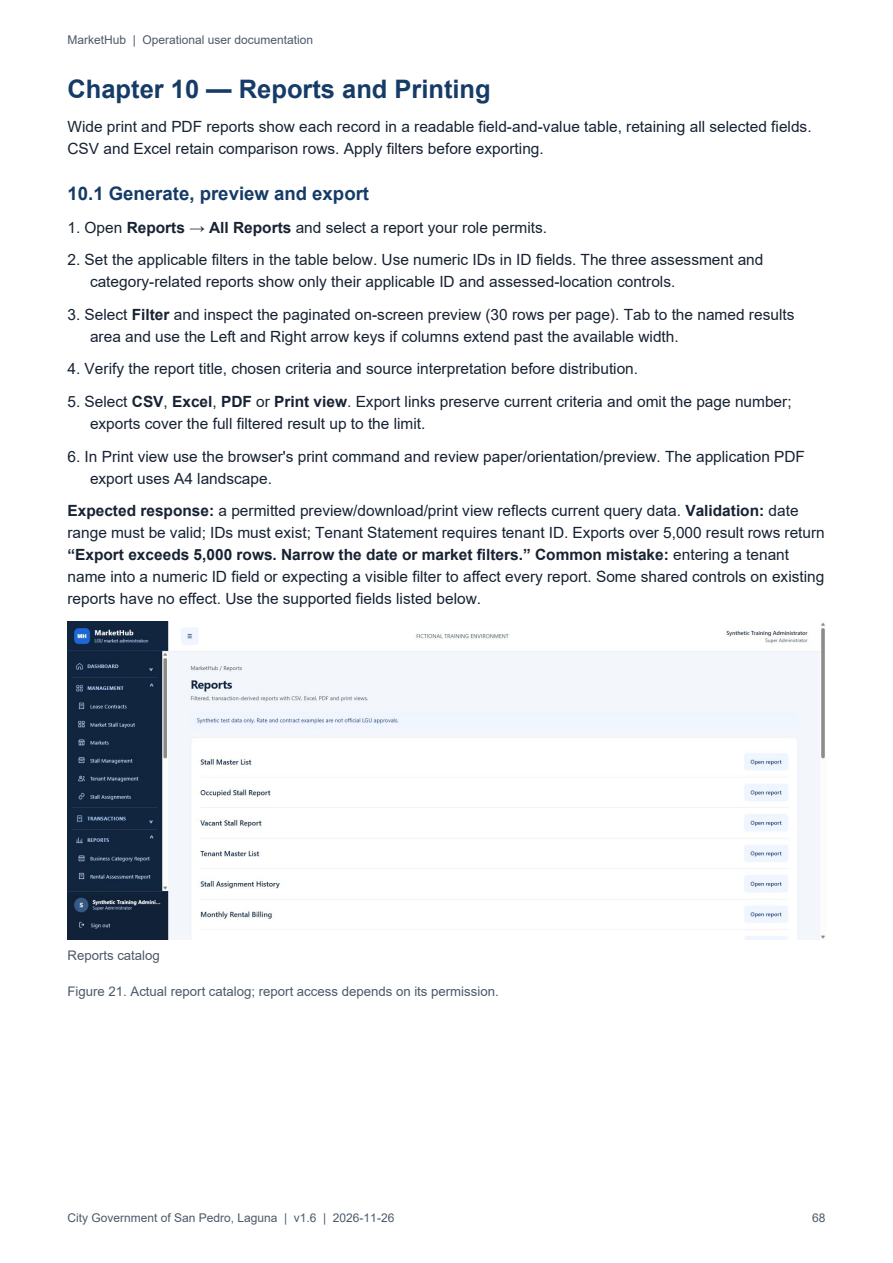 MarketHub | Operational user documentation
Chapter 10 — Reports and Printing
Wide print and PDF reports show each record in a readable field-and-value table, retaining all selected fields.
CSV and Excel retain comparison rows. Apply filters before exporting.
10.1 Generate, preview and export
1. Open Reports → All Reports and select a report your role permits.
2. Set the applicable filters in the table below. Use numeric IDs in ID fields. The three assessment and
category-related reports show only their applicable ID and assessed-location controls.
3. Select Filter and inspect the paginated on-screen preview (30 rows per page). Tab to the named results
area and use the Left and Right arrow keys if columns extend past the available width.
4. Verify the report title, chosen criteria and source interpretation before distribution.
5. Select CSV, Excel, PDF or Print view. Export links preserve current criteria and omit the page number;
exports cover the full filtered result up to the limit.
6. In Print view use the browser's print command and review paper/orientation/preview. The application PDF
export uses A4 landscape.
Expected response: a permitted preview/download/print view reflects current query data. Validation: date
range must be valid; IDs must exist; Tenant Statement requires tenant ID. Exports over 5,000 result rows return
“Export exceeds 5,000 rows. Narrow the date or market filters.” Common mistake: entering a tenant
name into a numeric ID field or expecting a visible filter to affect every report. Some shared controls on existing
reports have no effect. Use the supported fields listed below.
MH MarketHub
LGU market administration
DASHBOARD
MANAGEMENT
Lease Contracts
Market Stall Layout
Markets
Stall Management
Tenant Management
Stall Assignments
TRANSACTIONS
REPORTS
Business Category Report
Rental Assessment Report
S Synthetic Training Admini...
Super Administrator
Sign out
FICTIONAL TRAINING ENVIRONMENT
Synthetic Training Administrator
Super Administrator
MarketHub / Reports
Reports
Filtered, transaction-derived reports with CSV, Excel, PDF and print views.
Synthetic test data only. Rate and contract examples are not official LGU approvals.
Stall Master List Open report
Occupied Stall Report Open report
Vacant Stall Report Open report
Tenant Master List Open report
Stall Assignment History Open report
Monthly Rental Billing Open report
Reports catalog
Figure 21. Actual report catalog; report access depends on its permission.
City Government of San Pedro, Laguna | v1.6 | 2026-11-26 68